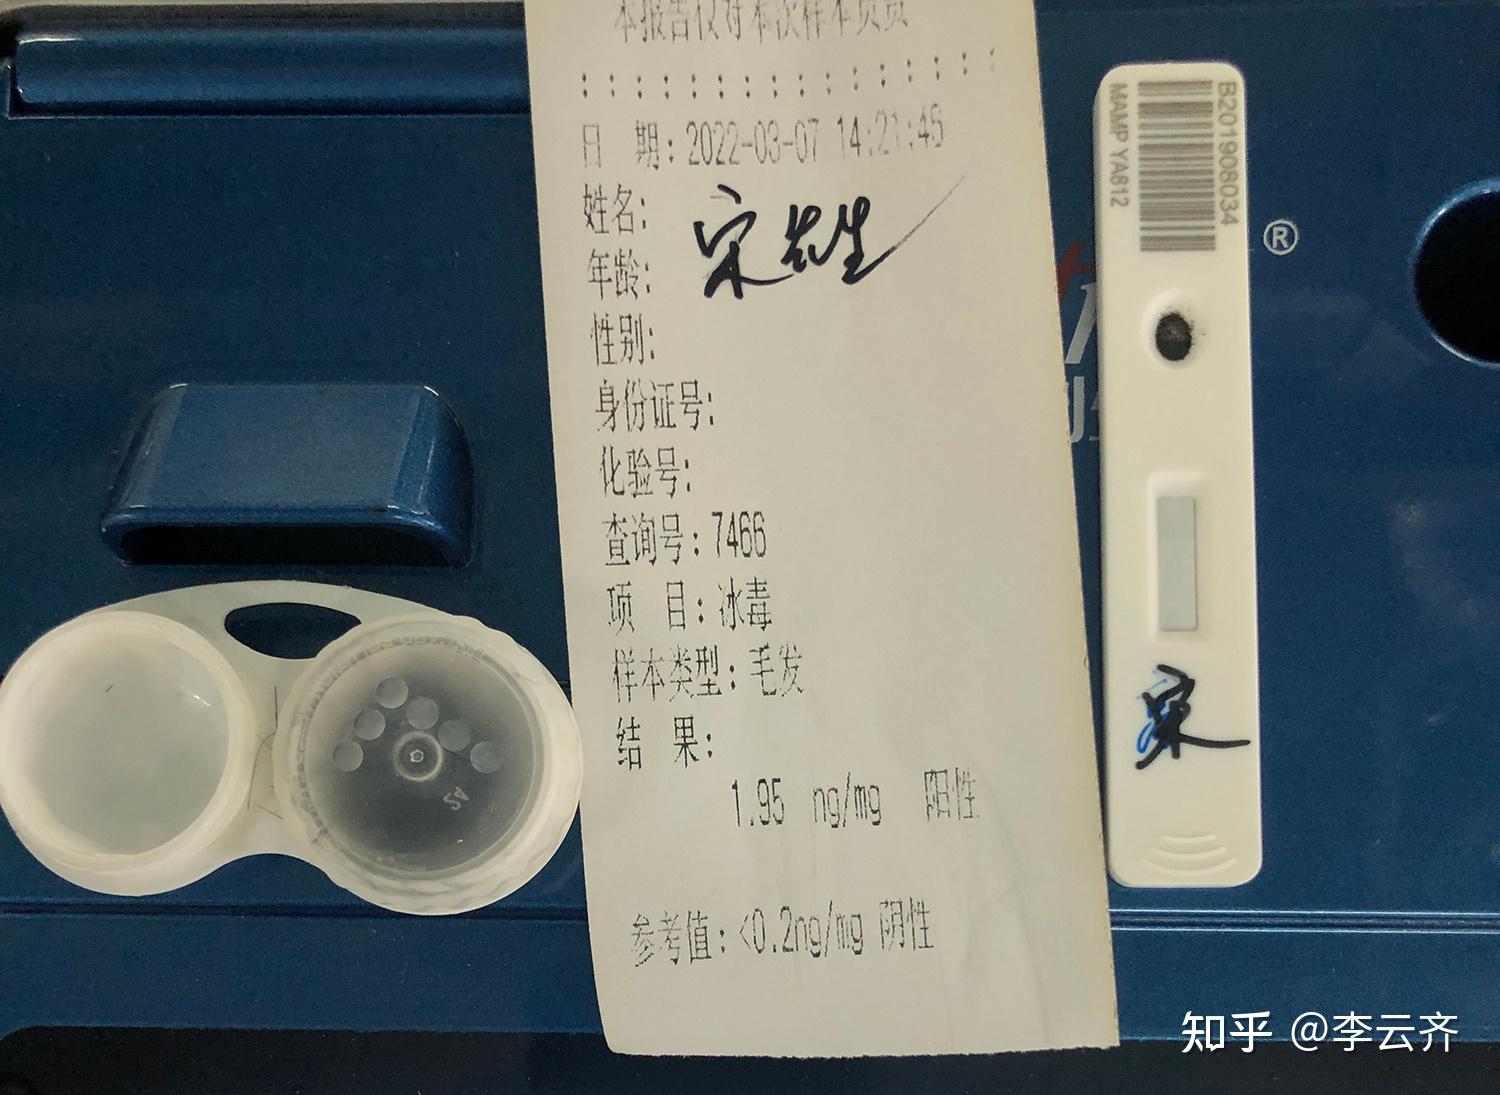 本报告仅对本次样本负责
: : : : : : : : : : : : : : : :
日 期: 2022-03-07 14:21:45
姓名: 宋先生
年龄:
性别:
身份证号:
化验号:
查询号: 7466
项 目: 冰毒
样本类型: 毛发
结 果:
1.95 ng/mg 阳性
参考值: <0.2ng/mg 阴性
B201908034
MAMP YA812
®
宋
知乎 @李云齐